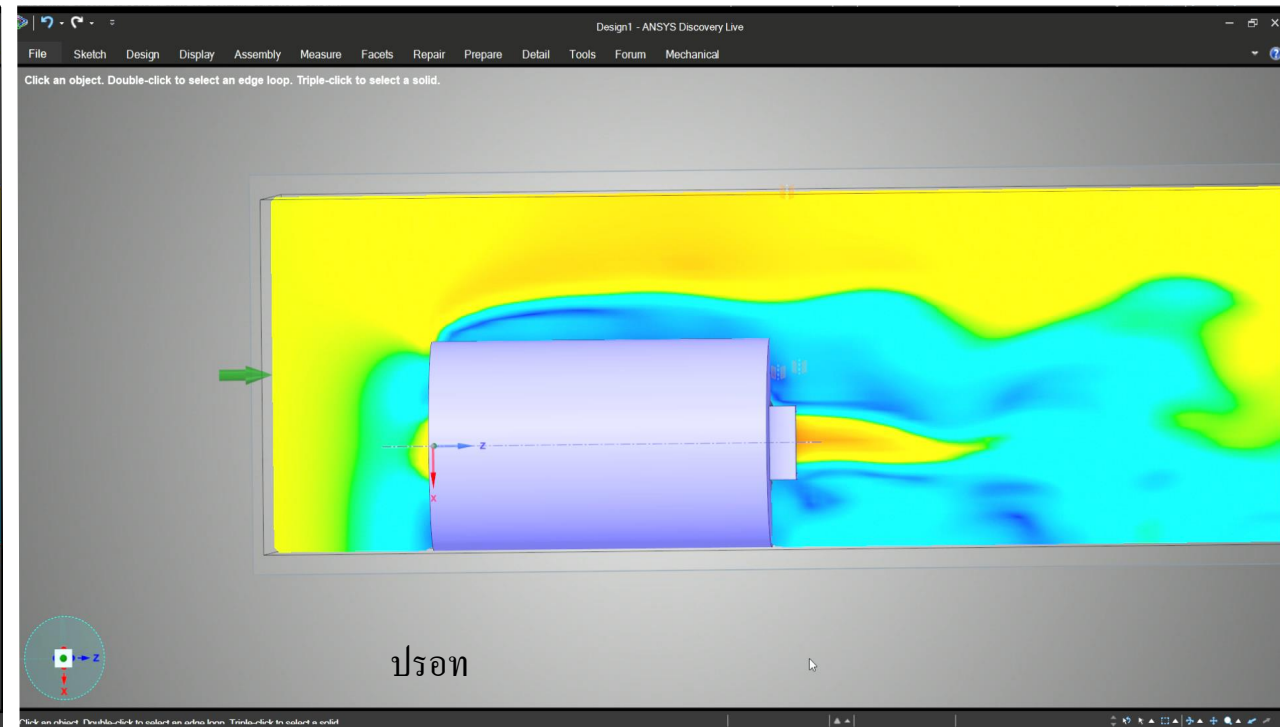 Design1 - ANSYS Discovery Live
File Sketch Design Display Assembly Measure Facets Repair Prepare Detail Tools Forum Mechanical
Click an object. Double-click to select an edge loop. Triple-click to select a solid.
Z
X
Z
X
ปรอท
Click an object. Double-click to select an edge loop. Triple-click to select a solid.